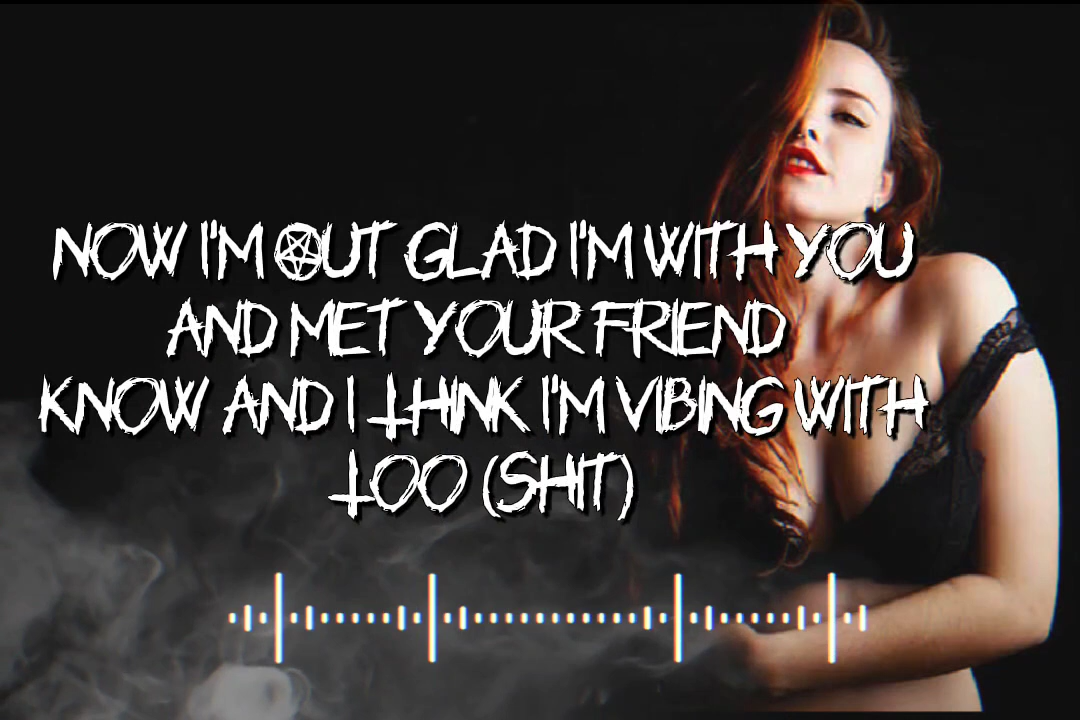 NOW I'M OUT GLAD I'M WITH YOU
AND MET YOUR FRIEND
KNOW AND I THINK I'M VIBING WITH
TOO (SHIT)